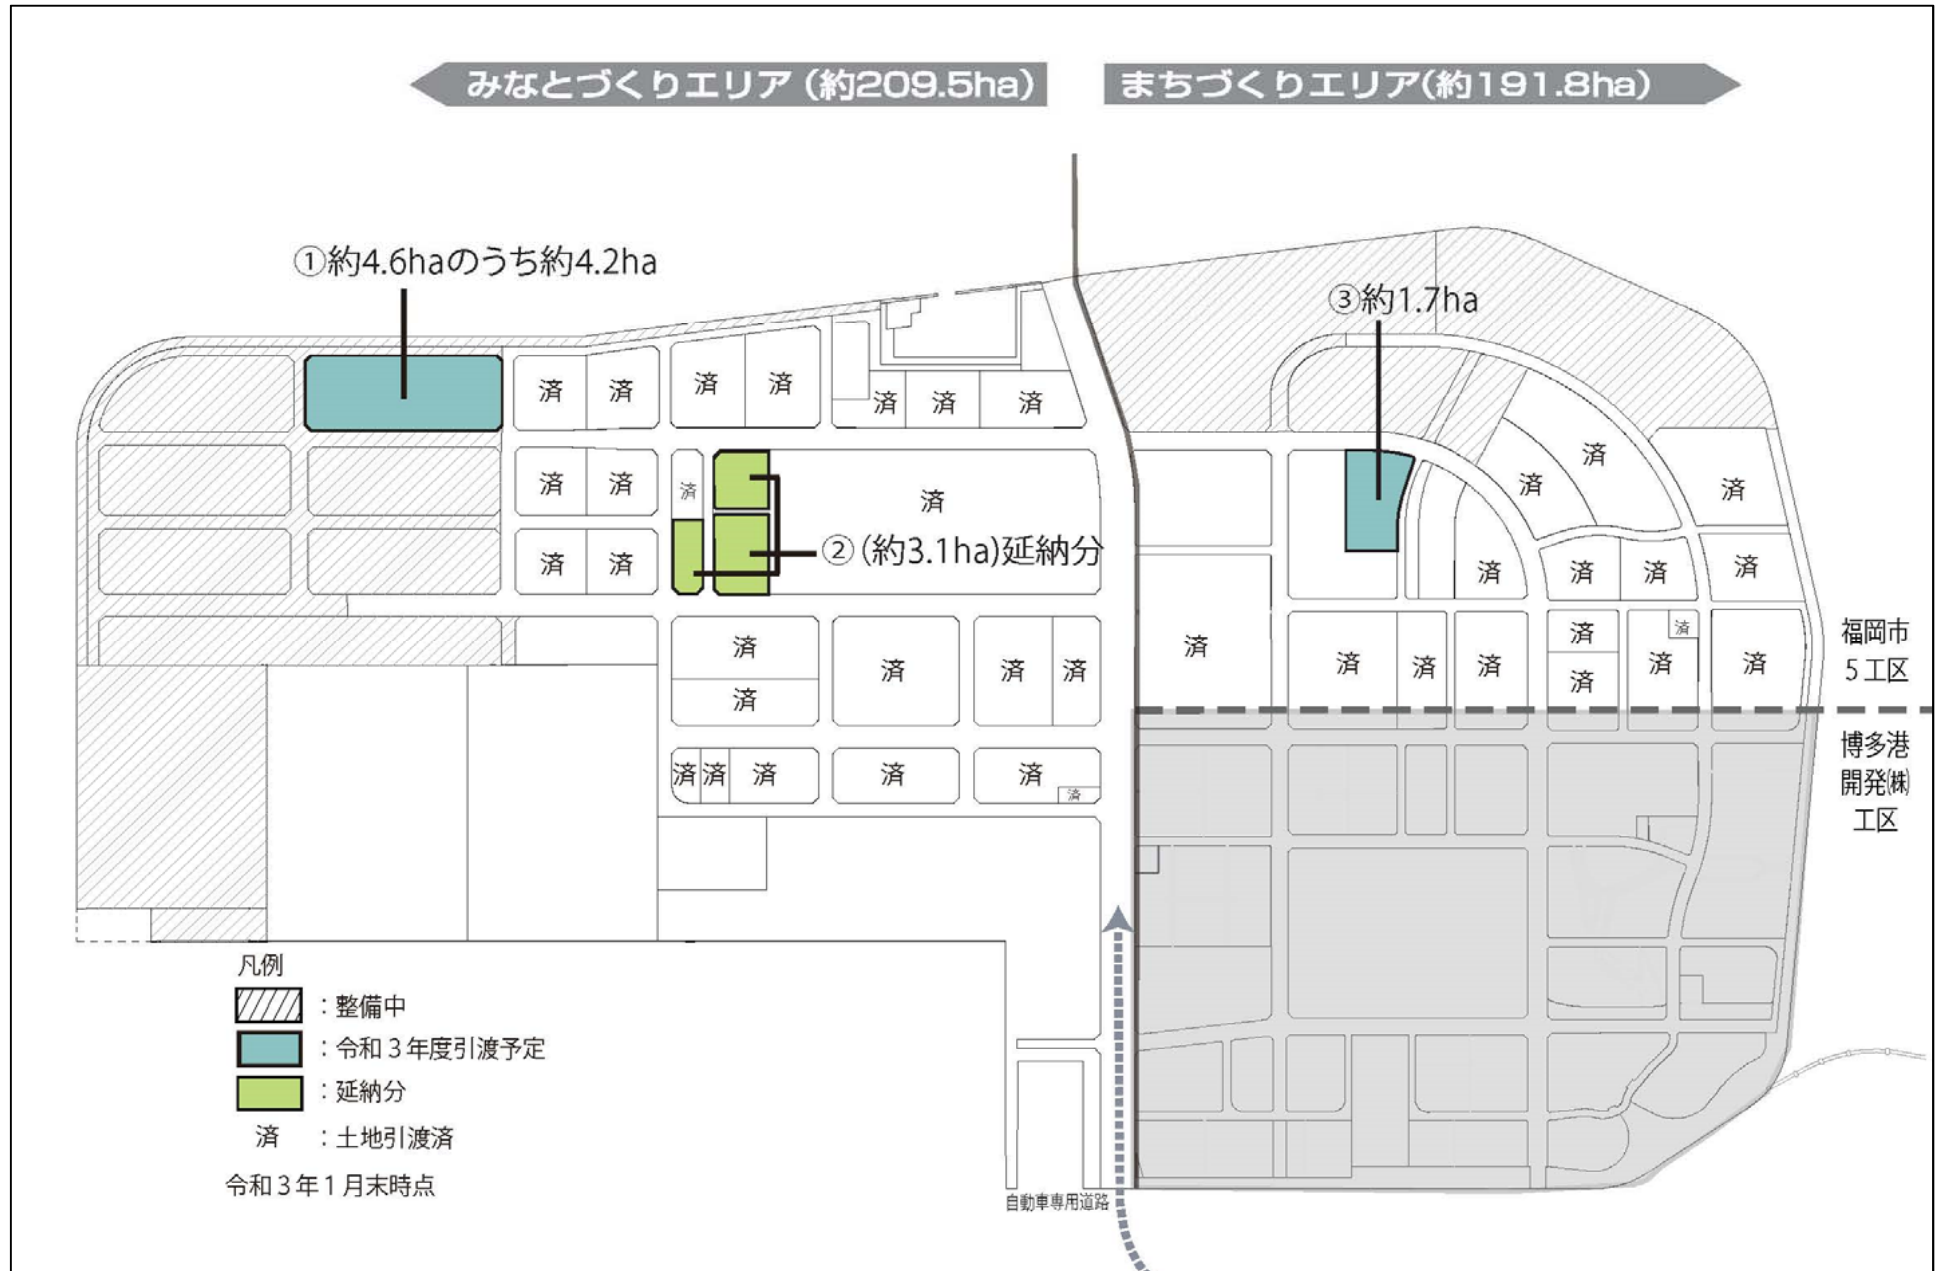 みなとづくりエリア (約209.5ha)
まちづくりエリア(約191.8ha)
①約4.6haのうち約4.2ha
③約1.7ha
済 済 済 済 済 済 済
済 済 済 済 済 済 済
②(約3.1ha)延納分
済 済 済 済 済 済
済 済 済 済 済
済 済 済 済 済 済 済 済
済 済 済
福岡市
5工区
済 済 済 済 済 済
博多港
開発㈱
工区
凡例
:整備中
:令和3年度引渡予定
:延納分
済 :土地引渡済
令和3年1月末時点
自動車専用道路